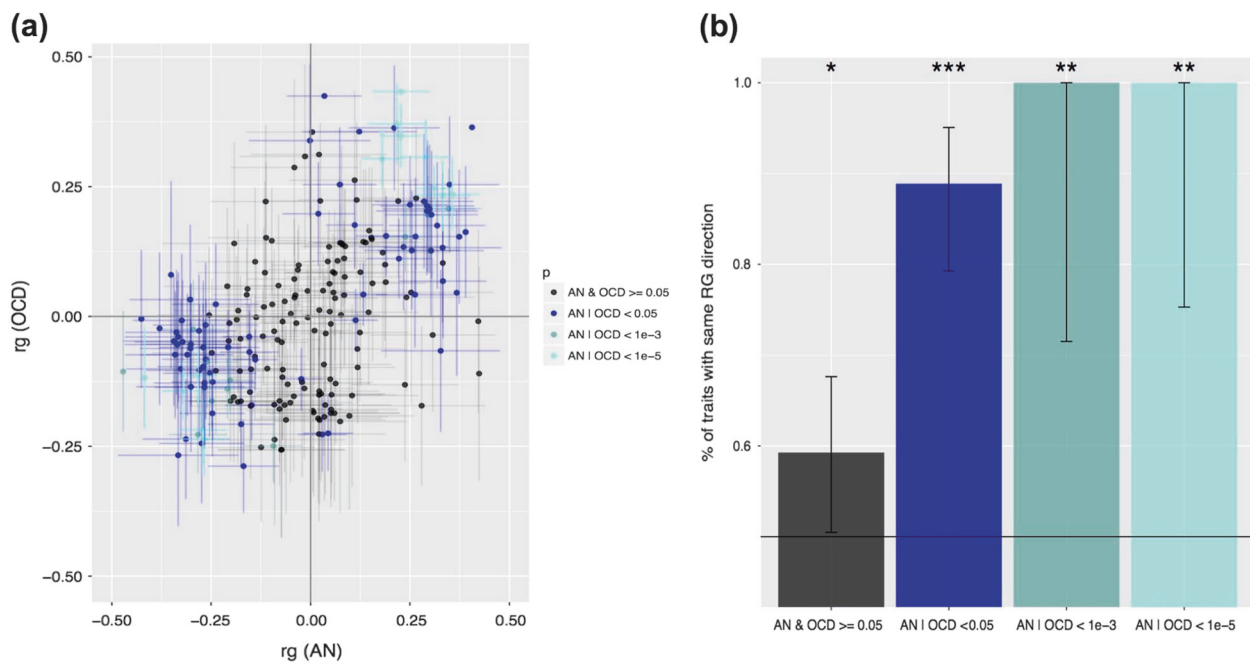 (a)
0.50
0.25
0.00
−0.25
−0.50
rg (OCD)
−0.50
−0.25
0.00
0.25
0.50
rg (AN)
p
AN & OCD >= 0.05
AN | OCD < 0.05
AN | OCD < 1e−3
AN | OCD < 1e−5
(b)
* *** ** **
1.0
0.8
0.6
% of traits with same RG direction
AN & OCD >= 0.05
AN | OCD <0.05
AN | OCD < 1e−3
AN | OCD < 1e−5